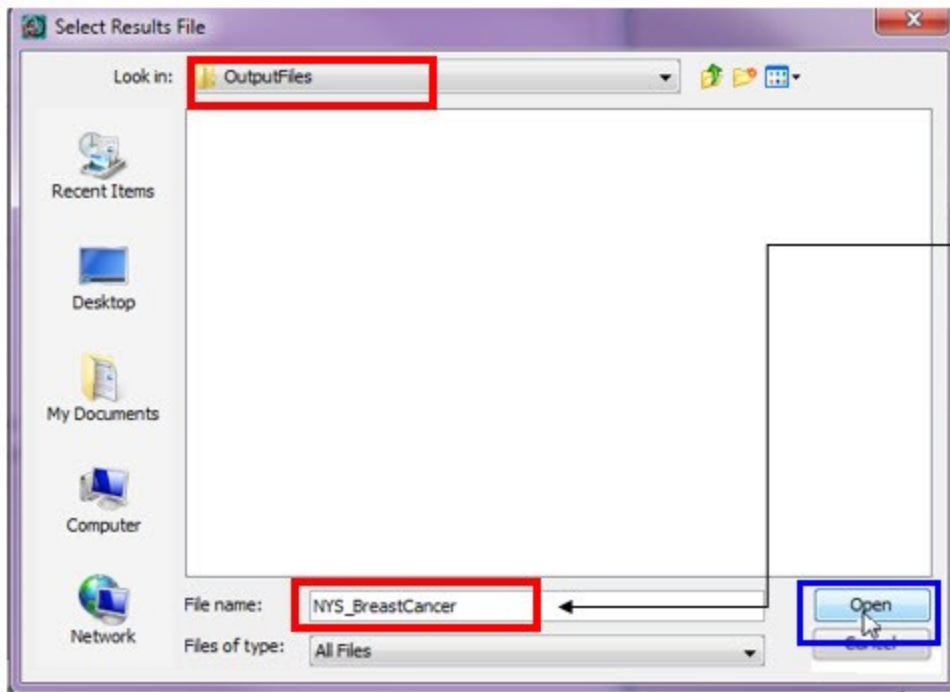 Select Results File
Look in: OutputFiles
Recent Items
Desktop
My Documents
Computer
Network
File name: NYS_BreastCancer
Open
Files of type: All Files
Cancel